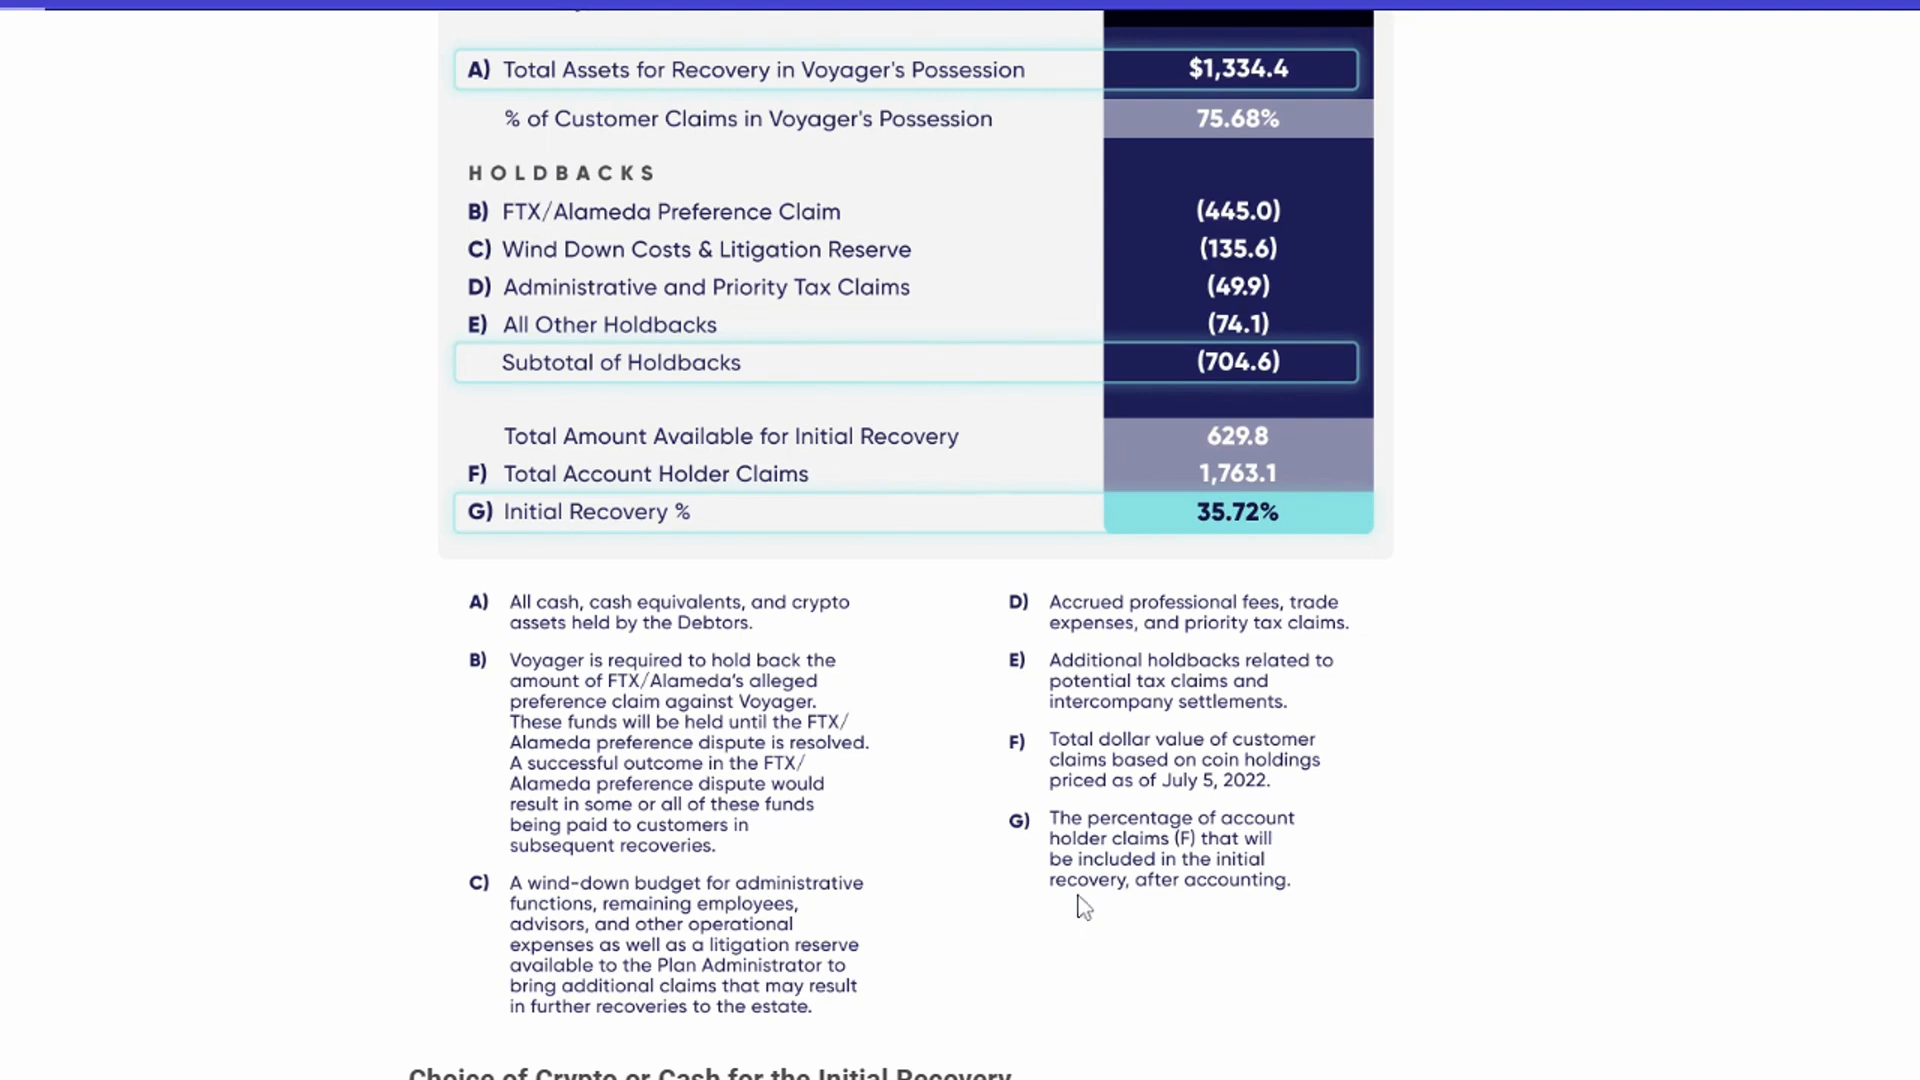 A) Total Assets for Recovery in Voyager's Possession $1,334.4
% of Customer Claims in Voyager's Possession 75.68%
HOLDBACKS
B) FTX/Alameda Preference Claim (445.0)
C) Wind Down Costs & Litigation Reserve (135.6)
D) Administrative and Priority Tax Claims (49.9)
E) All Other Holdbacks (74.1)
Subtotal of Holdbacks (704.6)
Total Amount Available for Initial Recovery 629.8
F) Total Account Holder Claims 1,763.1
G) Initial Recovery % 35.72%
A) All cash, cash equivalents, and crypto
assets held by the Debtors.
B) Voyager is required to hold back the
amount of FTX/Alameda's alleged
preference claim against Voyager.
These funds will be held until the FTX/
Alameda preference dispute is resolved.
A successful outcome in the FTX/
Alameda preference dispute would
result in some or all of these funds
being paid to customers in
subsequent recoveries.
C) A wind-down budget for administrative
functions, remaining employees,
advisors, and other operational
expenses as well as a litigation reserve
available to the Plan Administrator to
bring additional claims that may result
in further recoveries to the estate.
D) Accrued professional fees, trade
expenses, and priority tax claims.
E) Additional holdbacks related to
potential tax claims and
intercompany settlements.
F) Total dollar value of customer
claims based on coin holdings
priced as of July 5, 2022.
G) The percentage of account
holder claims (F) that will
be included in the initial
recovery, after accounting.
Choice of Crypto or Cash for the Initial Recovery